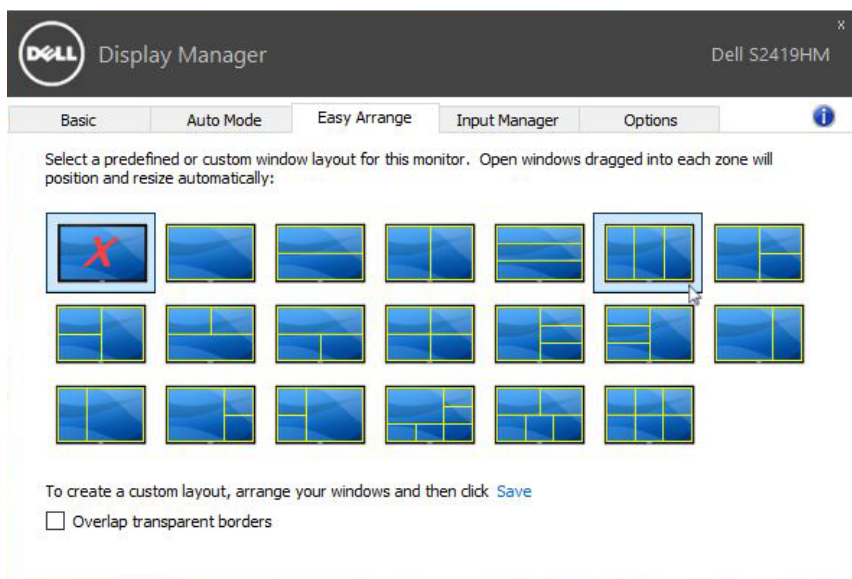 x
DELL Display Manager Dell S2419HM
Basic Auto Mode Easy Arrange Input Manager Options i
Select a predefined or custom window layout for this monitor. Open windows dragged into each zone will
position and resize automatically:
X
To create a custom layout, arrange your windows and then click Save
Overlap transparent borders